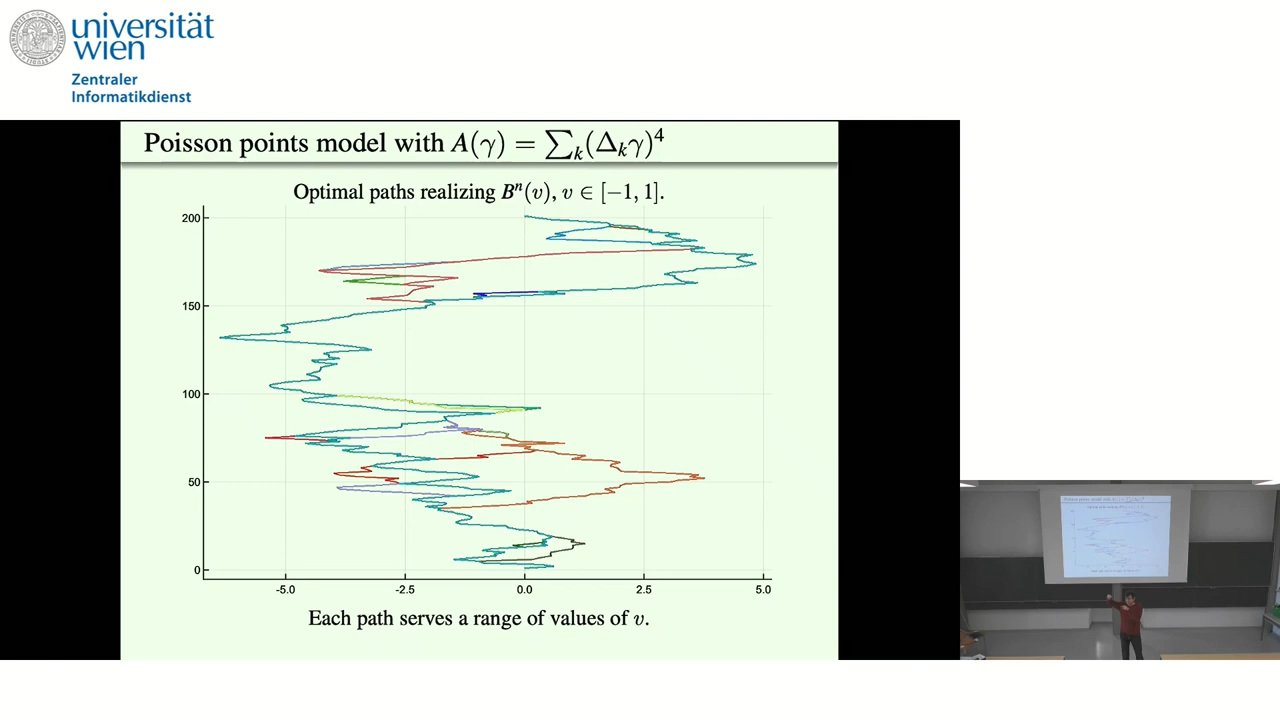 universität
wien
Zentraler
Informatikdienst
Poisson points model with A(γ) = ∑ₖ(Δₖγ)⁴
Optimal paths realizing Bⁿ(v), v ∈ [−1, 1].
200
150
100
50
0
-5.0 -2.5 0.0 2.5 5.0
Each path serves a range of values of v.